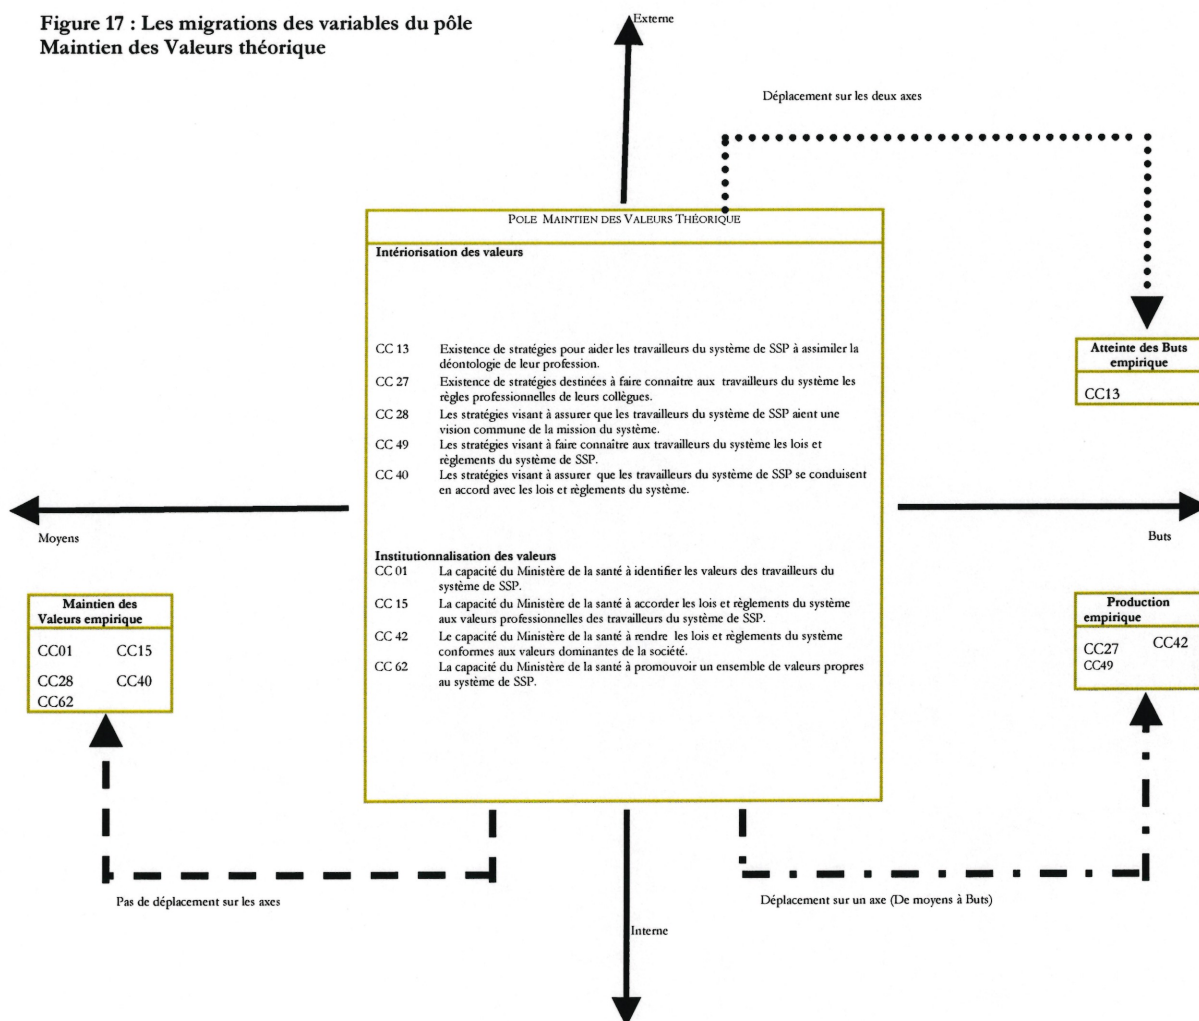 Figure 17 : Les migrations des variables du pôle
Maintien des Valeurs théorique
Externe
Déplacement sur les deux axes
POLE MAINTIEN DES VALEURS THÉORIQUE
Intériorisation des valeurs
CC 13 Existence de stratégies pour aider les travailleurs du système de SSP à assimiler la
déontologie de leur profession.
CC 27 Existence de stratégies destinées à faire connaître aux travailleurs du système les
règles professionnelles de leurs collègues.
CC 28 Les stratégies visant à assurer que les travailleurs du système de SSP aient une
vision commune de la mission du système.
CC 49 Les stratégies visant à faire connaître aux travailleurs du système les lois et
règlements du système de SSP.
CC 40 Les stratégies visant à assurer que les travailleurs du système de SSP se conduisent
en accord avec les lois et règlements du système.
Institutionnalisation des valeurs
CC 01 La capacité du Ministère de la santé à identifier les valeurs des travailleurs du
système de SSP.
CC 15 La capacité du Ministère de la santé à accorder les lois et règlements du système
aux valeurs professionnelles des travailleurs du système de SSP.
CC 42 Le capacité du Ministère de la santé à rendre les lois et règlements du système
conformes aux valeurs dominantes de la société.
CC 62 La capacité du Ministère de la santé à promouvoir un ensemble de valeurs propres
au système de SSP.
Atteinte des Buts
empirique
CC13
Moyens
Buts
Maintien des
Valeurs empirique
CC01 CC15
CC28 CC40
CC62
Production
empirique
CC27 CC42
CC49
Pas de déplacement sur les axes
Déplacement sur un axe (De moyens à Buts)
Interne